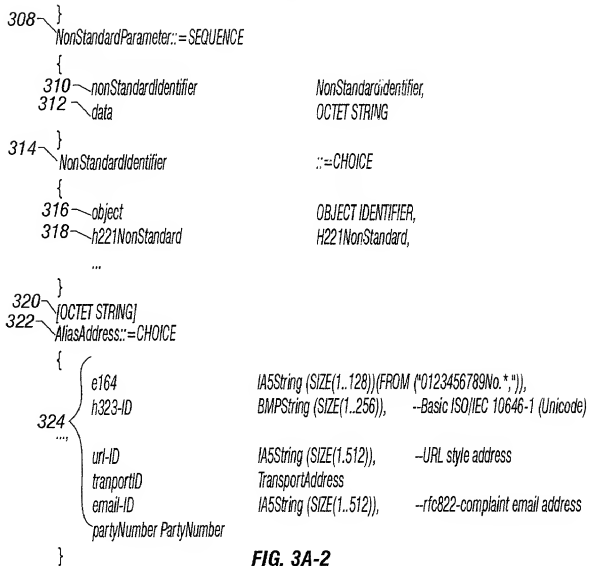 }
308
NonStandardParameter::=SEQUENCE
{
310 nonStandardIdentifier NonStandardIdentifier,
312 data OCTET STRING
}
314
NonStandardIdentifier ::=CHOICE
{
316 object OBJECT IDENTIFIER,
318 h221NonStandard H221NonStandard,
...
}
320
[OCTET STRING]
322
AliasAddress::=CHOICE
{
e164 IA5String (SIZE(1..128))(FROM ("0123456789No.*,")),
h323-ID BMPString (SIZE(1..256)), --Basic ISO/IEC 10646-1 (Unicode)
324
...,
url-ID IA5String (SIZE(1.512)), --URL style address
tranportID TransportAddress
email-ID IA5String (SIZE(1..512)), --rfc822-complaint email address
partyNumber PartyNumber
}
FIG. 3A-2